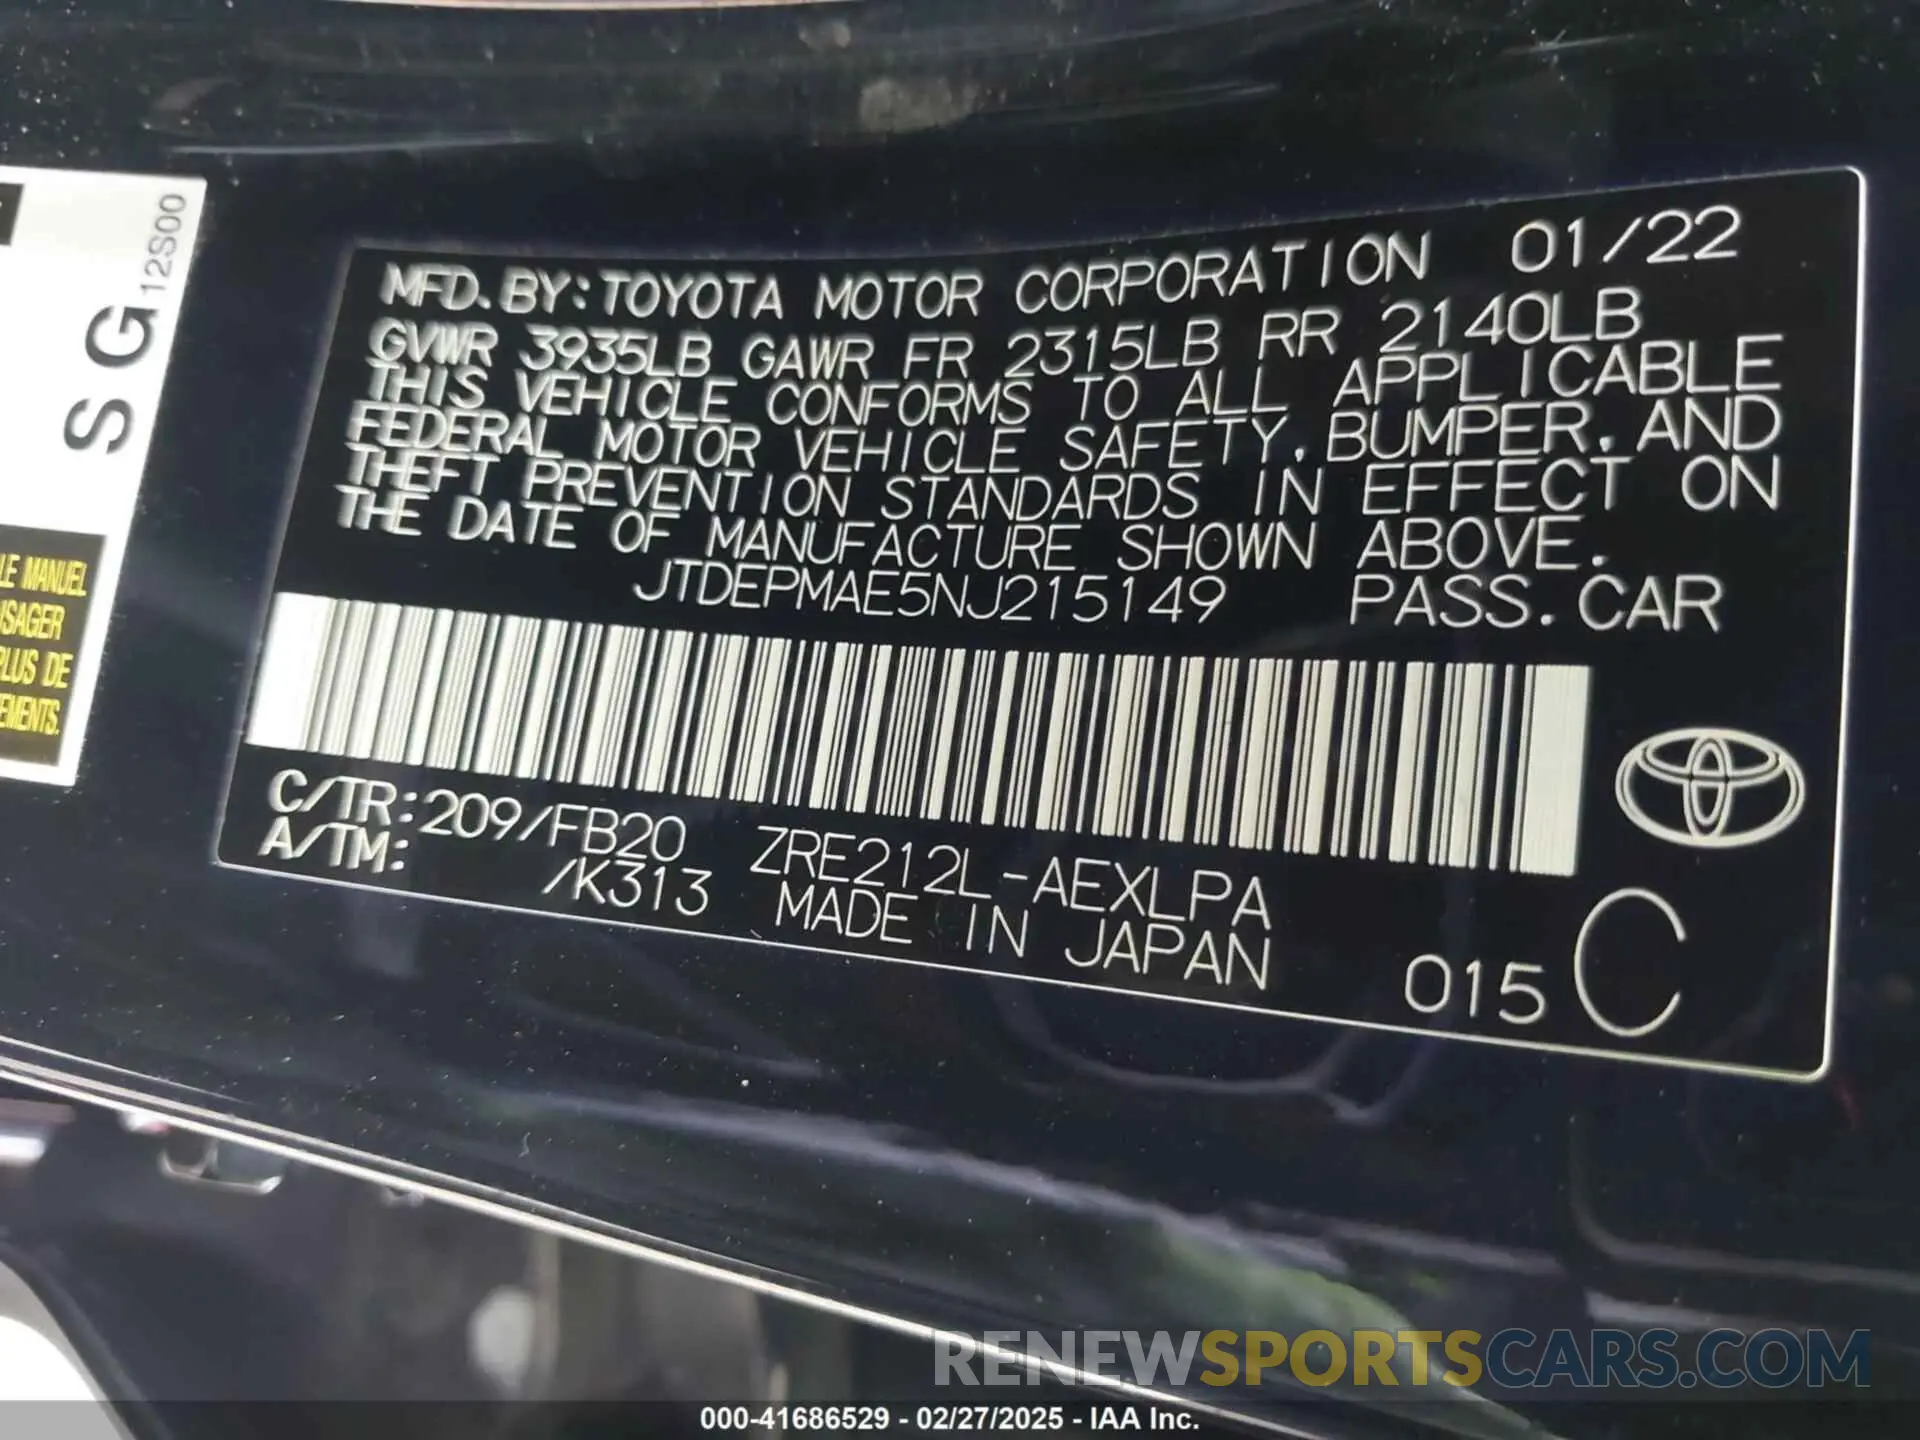 12S00
S G
LE MANUEL
PLUS DE
MFD. BY: TOYOTA MOTOR CORPORATION 01/22
GVWR 3935LB GAWR FR 2315LB RR 2140LB
THIS VEHICLE CONFORMS TO ALL APPLICABLE
FEDERAL MOTOR VEHICLE SAFETY, BUMPER, AND
THEFT PREVENTION STANDARDS IN EFFECT ON
THE DATE OF MANUFACTURE SHOWN ABOVE.
JTDEPMAE5NJ215149 PASS. CAR
C/TR: 209/FB20 ZRE212L-AEXLPA
A/TM: /K313 MADE IN JAPAN
015 C
RENEWSPORTSCARS.COM
000-41686529 - 02/27/2025 - IAA Inc.